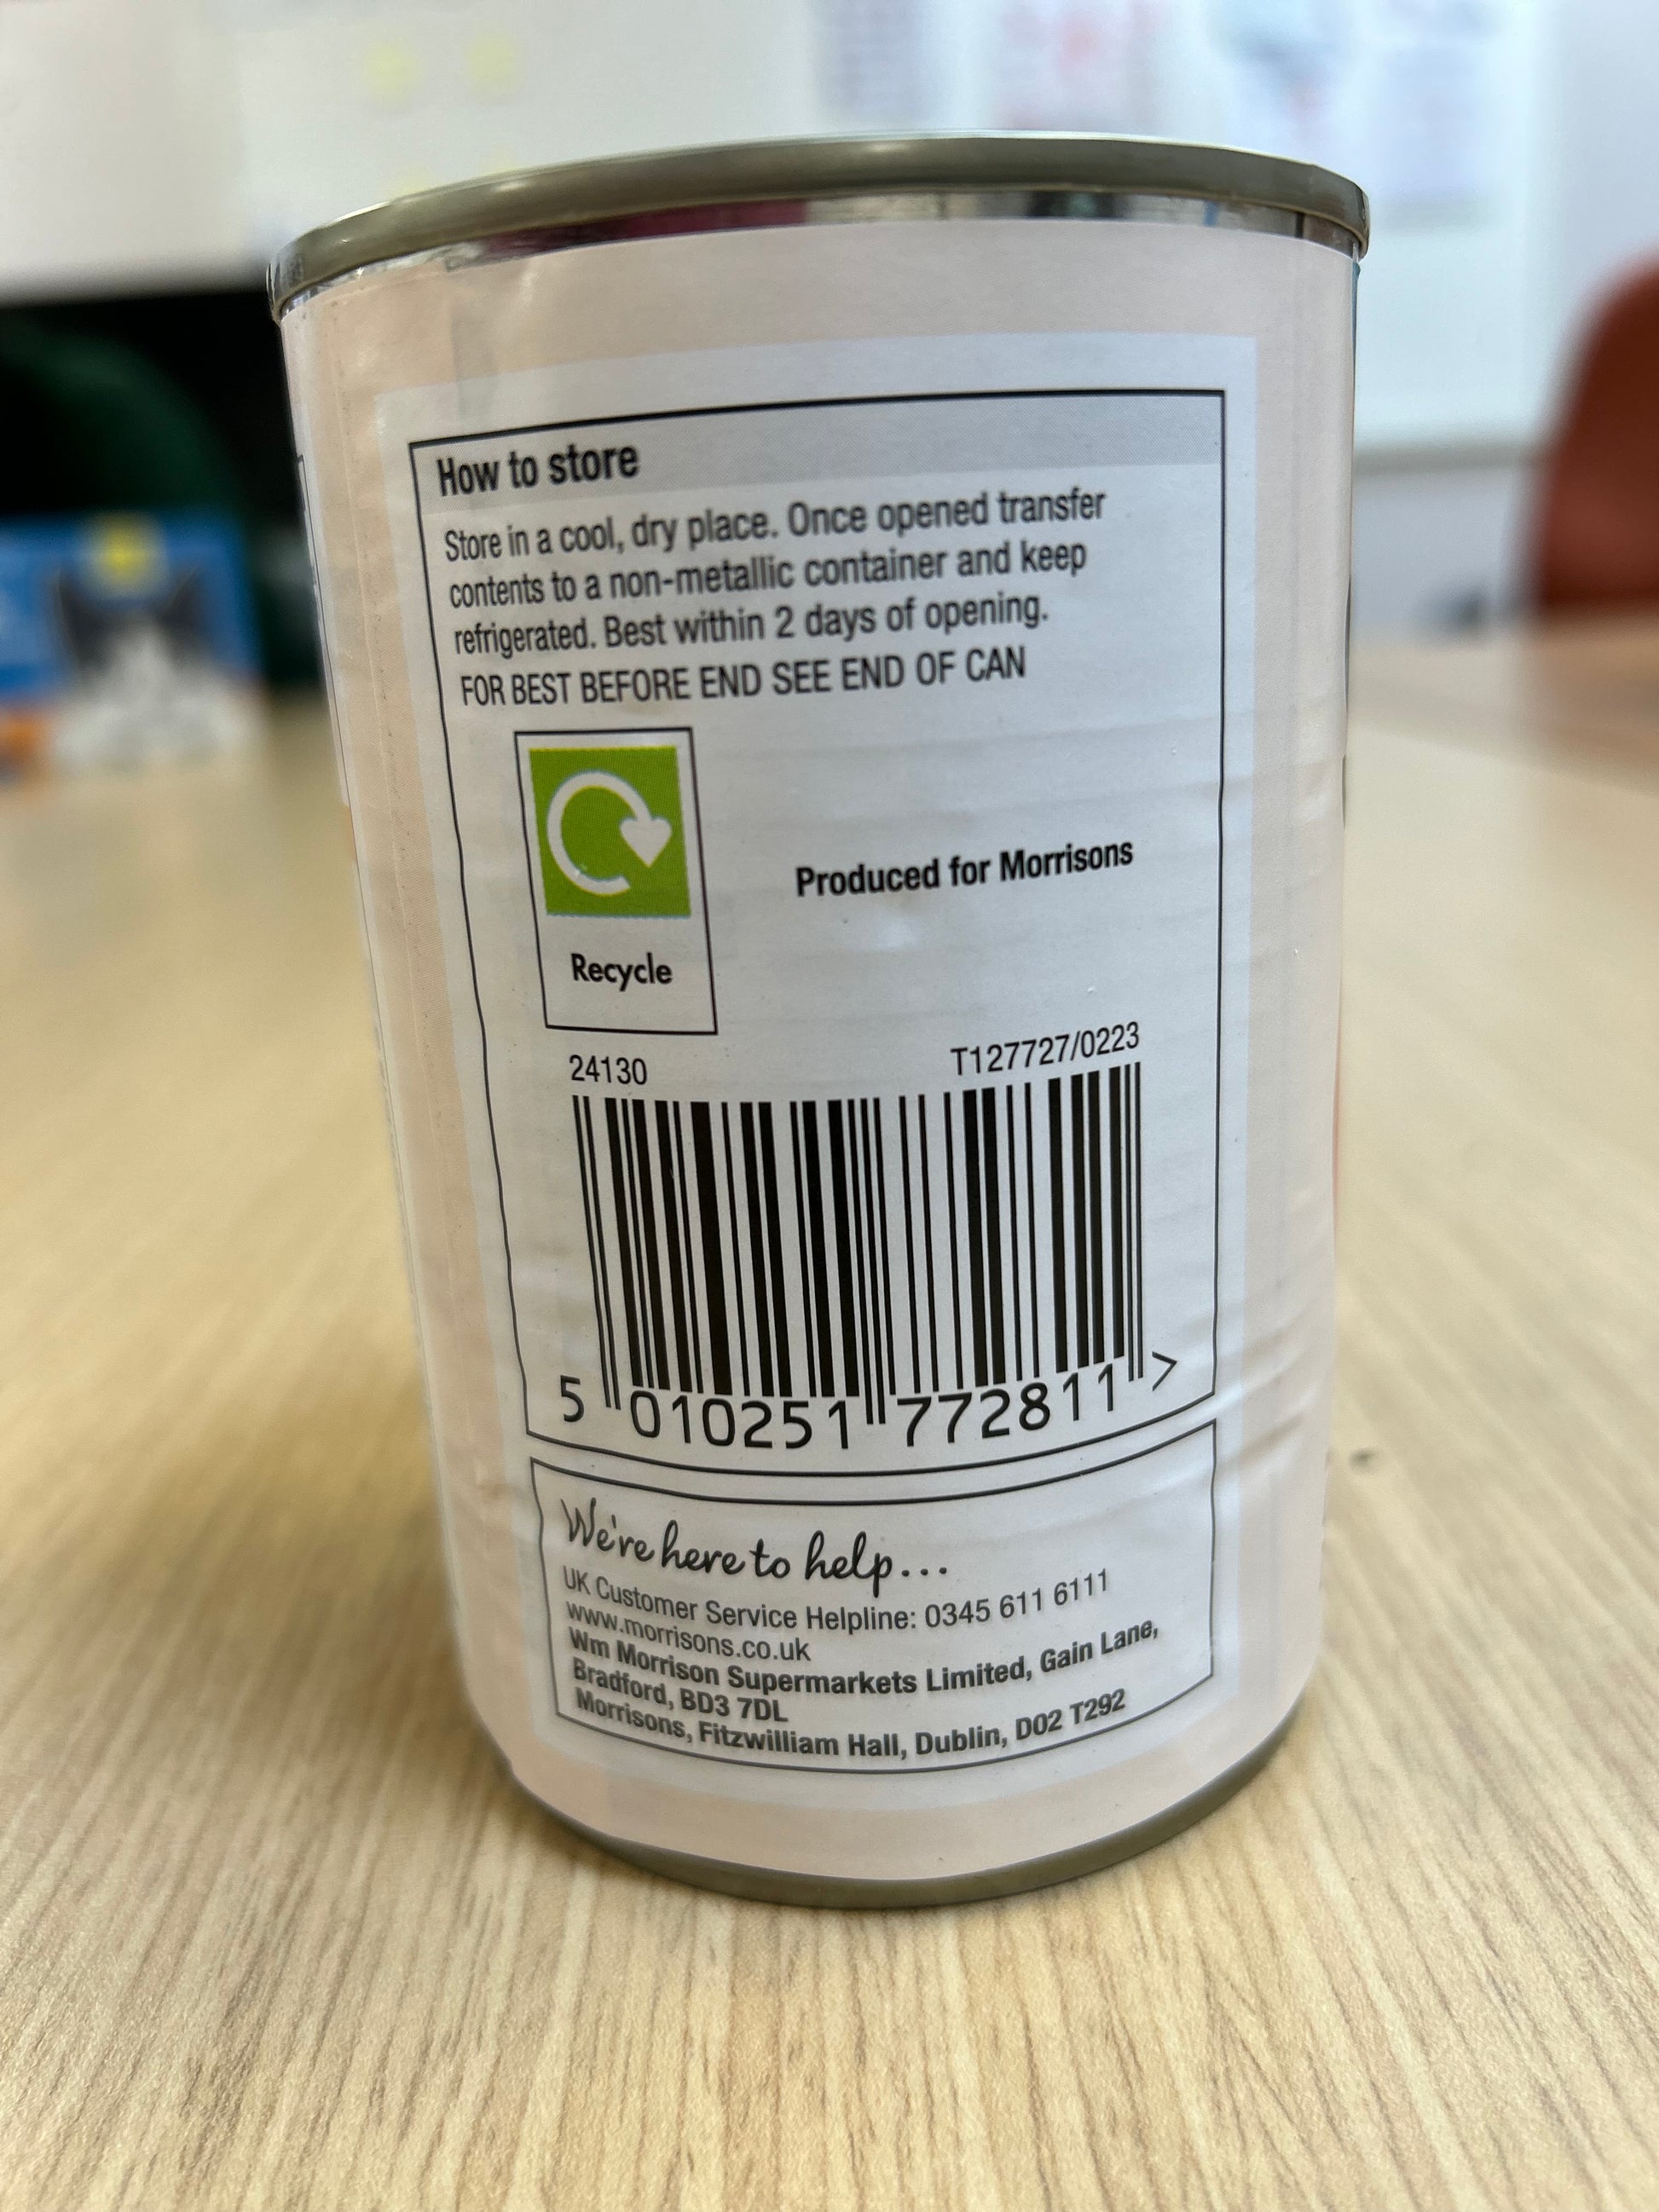 How to store
Store in a cool, dry place. Once opened transfer
contents to a non-metallic container and keep
refrigerated. Best within 2 days of opening.
FOR BEST BEFORE END SEE END OF CAN
Recycle
Produced for Morrisons
24130 T127727/0223
5 010251 772811 >
We're here to help...
UK Customer Service Helpline: 0345 611 6111
www.morrisons.co.uk
Wm Morrison Supermarkets Limited, Gain Lane,
Bradford, BD3 7DL
Morrisons, Fitzwilliam Hall, Dublin, D02 T292